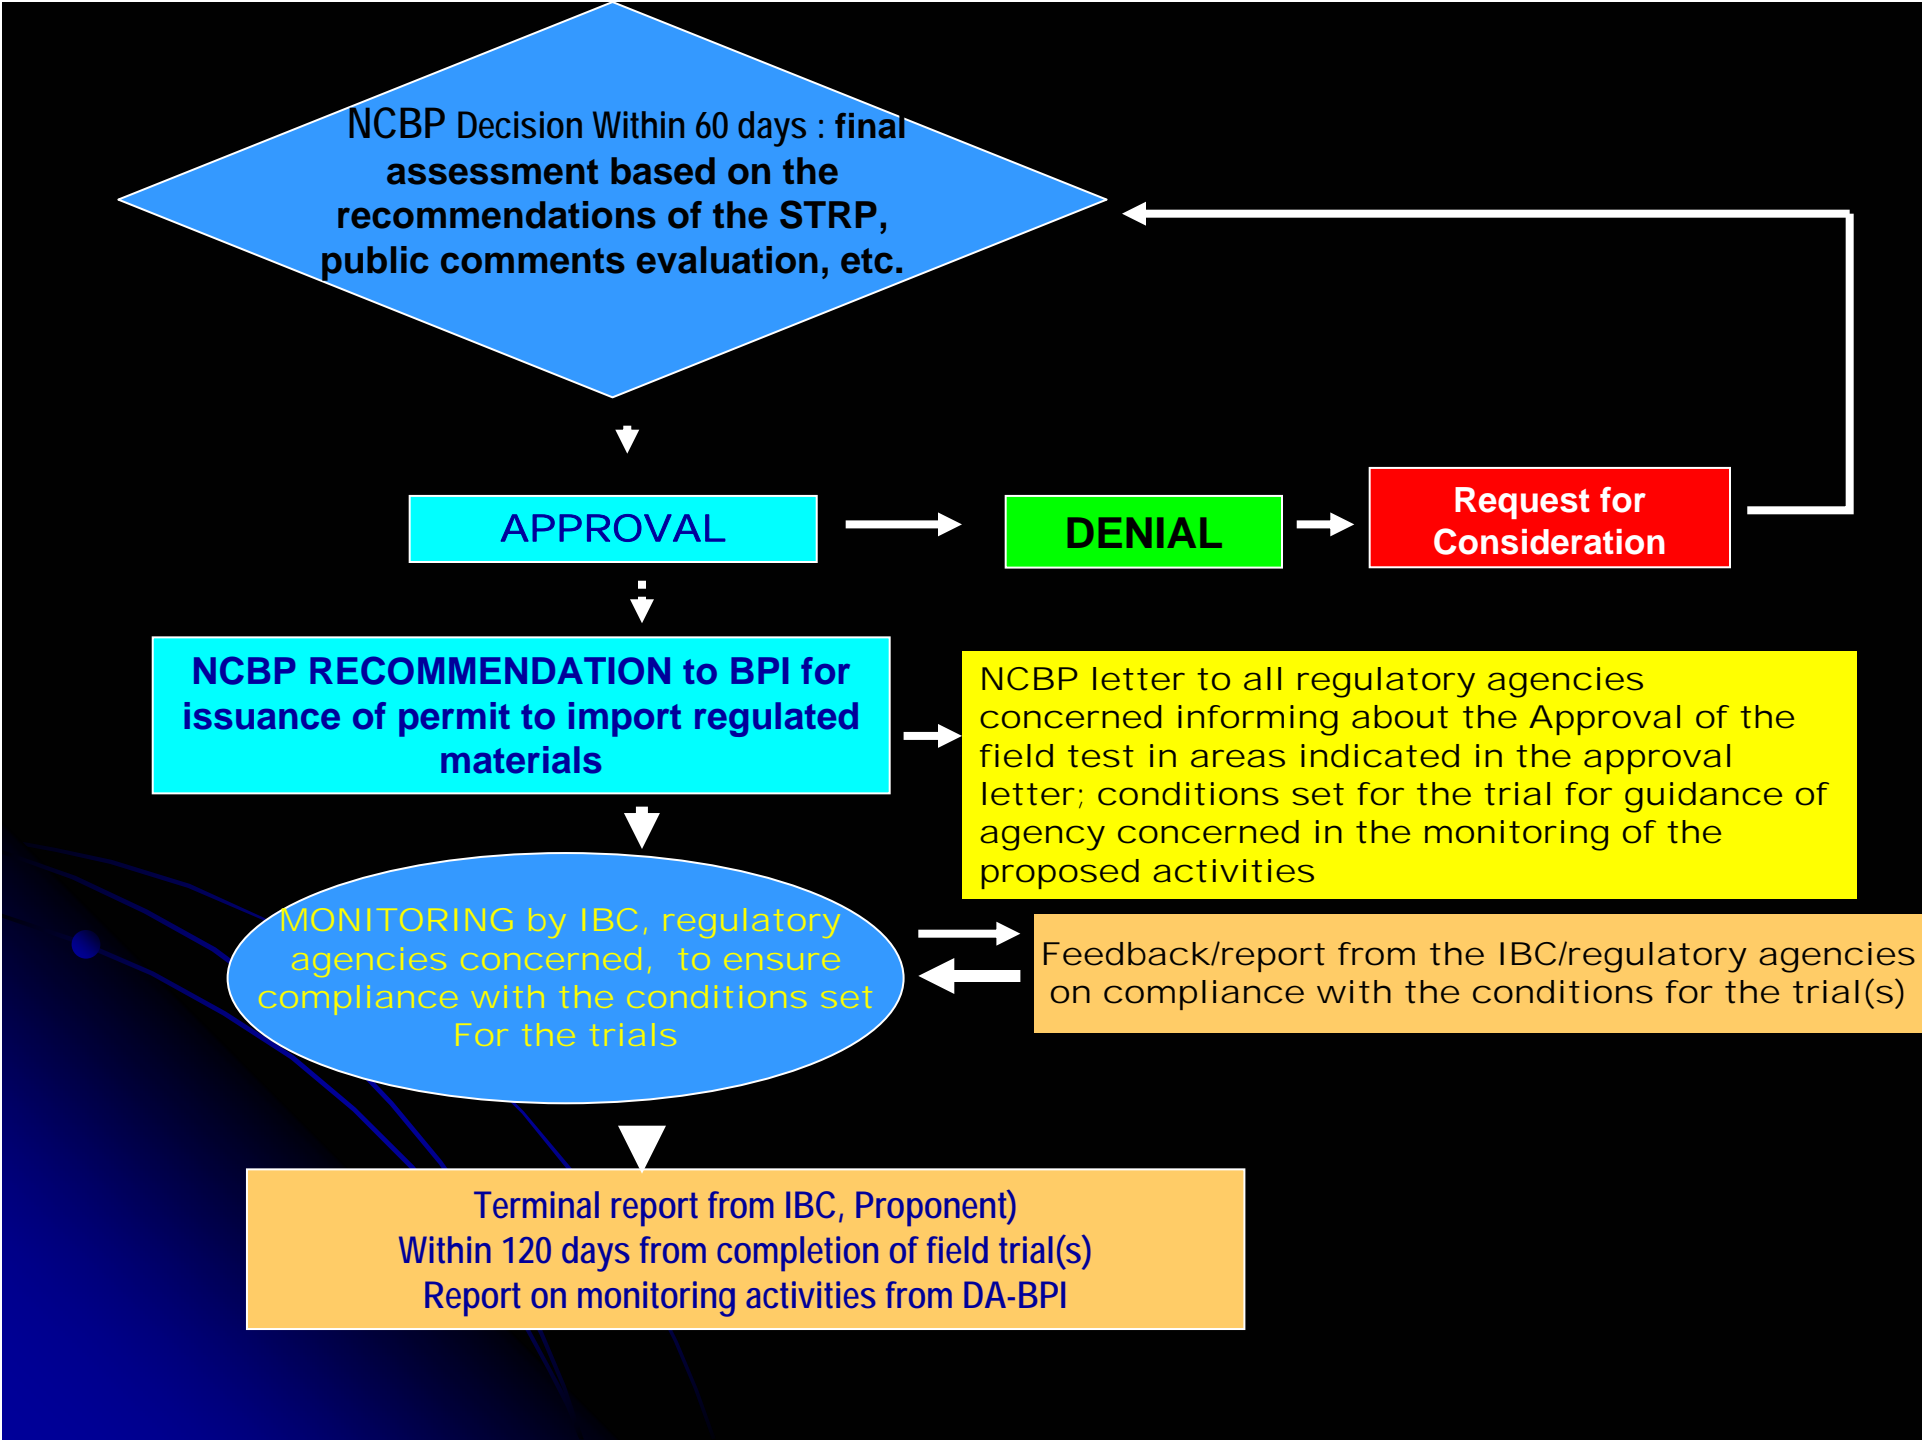 NCBP Decision Within 60 days : final
assessment based on the
recommendations of the STRP,
public comments evaluation, etc.
APPROVAL
DENIAL
Request for
Consideration
NCBP RECOMMENDATION to BPI for
issuance of permit to import regulated
materials
NCBP letter to all regulatory agencies
concerned informing about the Approval of the
field test in areas indicated in the approval
letter; conditions set for the trial for guidance of
agency concerned in the monitoring of the
proposed activities
MONITORING by IBC, regulatory
agencies concerned, to ensure
compliance with the conditions set
For the trials
Feedback/report from the IBC/regulatory agencies
on compliance with the conditions for the trial(s)
Terminal report from IBC, Proponent)
Within 120 days from completion of field trial(s)
Report on monitoring activities from DA-BPI